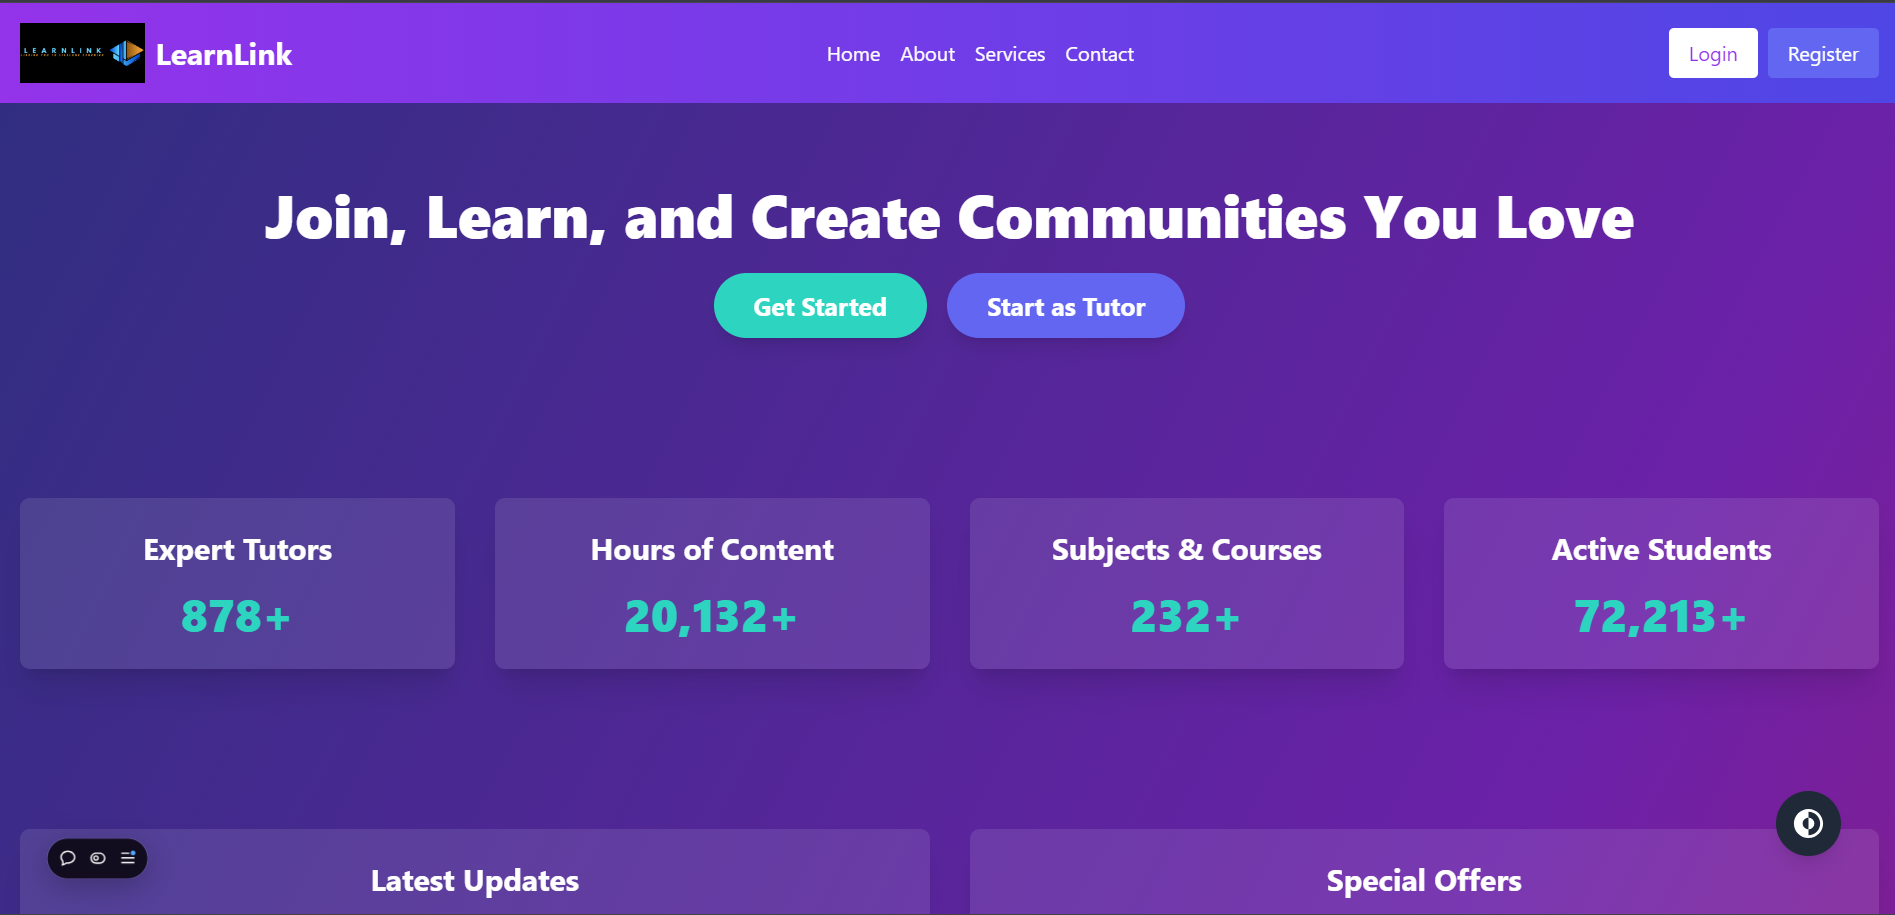 LEARNLINK
LearnLink
Home About Services Contact
Login Register
Join, Learn, and Create Communities You Love
Get Started Start as Tutor
Expert Tutors Hours of Content Subjects & Courses Active Students
878+ 20,132+ 232+ 72,213+
Latest Updates Special Offers